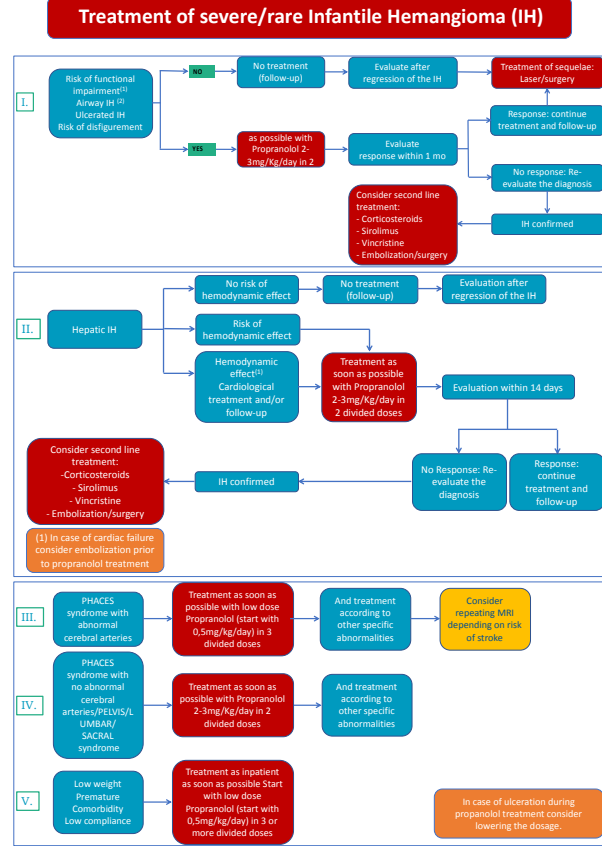 Treatment of severe/rare Infantile Hemangioma (IH)
I.
Risk of functional
impairment(1)
Airway IH (2)
Ulcerated IH
Risk of disfigurement
NO
No treatment
(follow-up)
Evaluate after
regression of the IH
Treatment of sequelae:
Laser/surgery
YES
as possible with
Propranolol 2-
3mg/Kg/day in 2
Evaluate
response within 1 mo
Response: continue
treatment and follow-up
No response: Re-
evaluate the diagnosis
IH confirmed
Consider second line
treatment:
- Corticosteroids
- Sirolimus
- Vincristine
- Embolization/surgery
II.
Hepatic IH
No risk of
hemodynamic effect
No treatment
(follow-up)
Evaluation after
regression of the IH
Risk of
hemodynamic effect
Hemodynamic
effect(1)
Cardiological
treatment and/or
follow-up
Treatment as
soon as possible
with Propranolol
2-3mg/Kg/day in
2 divided doses
Evaluation within 14 days
No Response: Re-
evaluate the
diagnosis
Response:
continue
treatment and
follow-up
IH confirmed
Consider second line
treatment:
-Corticosteroids
- Sirolimus
- Vincristine
- Embolization/surgery
(1) In case of cardiac failure
consider embolization prior
to propranolol treatment
III.
PHACES
syndrome with
abnormal
cerebral arteries
Treatment as soon as
possible with low dose
Propranolol (start with
0,5mg/kg/day) in 3
divided doses
And treatment
according to
other specific
abnormalities
Consider
repeating MRI
depending on risk
of stroke
IV.
PHACES
syndrome with
no abnormal
cerebral
arteries/PELVIS/L
UMBAR/
SACRAL
syndrome
Treatment as soon as
possible with Propranolol
2-3mg/Kg/day in 2
divided doses
And treatment
according to
other specific
abnormalities
V.
Low weight
Premature
Comorbidity
Low compliance
Treatment as inpatient
as soon as possible Start
with low dose
Propranolol (start with
0,5mg/kg/day) in 3 or
more divided doses
In case of ulceration during
propanolol treatment consider
lowering the dosage.